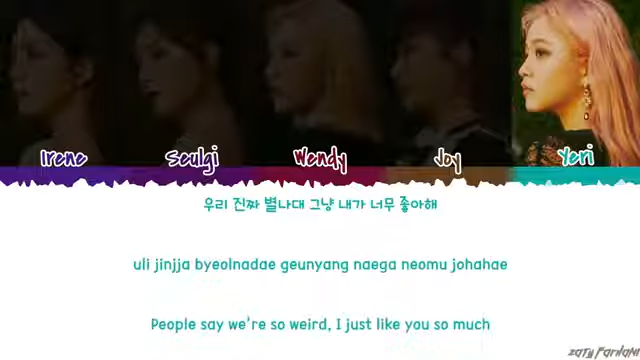 Irene Seulgi Wendy Joy Yeri
우리 진짜 별나대 그냥 내가 너무 좋아해
uli jinjja byeolnadae geunyang naega neomu johahae
People say we're so weird, I just like you so much